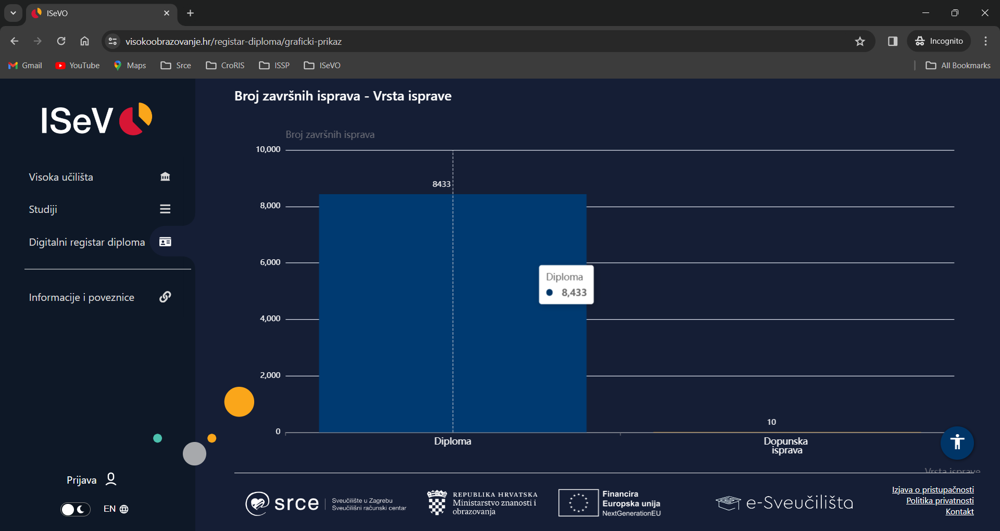 ISeVO
visokoobrazovanje.hr/registar-diploma/graficki-prikaz
Incognito
Gmail
YouTube
Maps
Srce
CroRIS
ISSP
ISeVO
All Bookmarks
ISeV
Visoka učilišta
Studiji
Digitalni registar diploma
Informacije i poveznice
Prijava
EN
Broj završnih isprava - Vrsta isprave
Broj završnih isprava
10,000
8433
8,000
6,000
Diploma
8,433
4,000
2,000
10
0
Diploma
Dopunska
isprava
Vrsta isprave
srce
Sveučilište u Zagrebu
Sveučilišni računski centar
REPUBLIKA HRVATSKA
Ministarstvo znanosti i
obrazovanja
Financira
Europska unija
NextGenerationEU
e-Sveučilišta
Izjava o pristupačnosti
Politika privatnosti
Kontakt